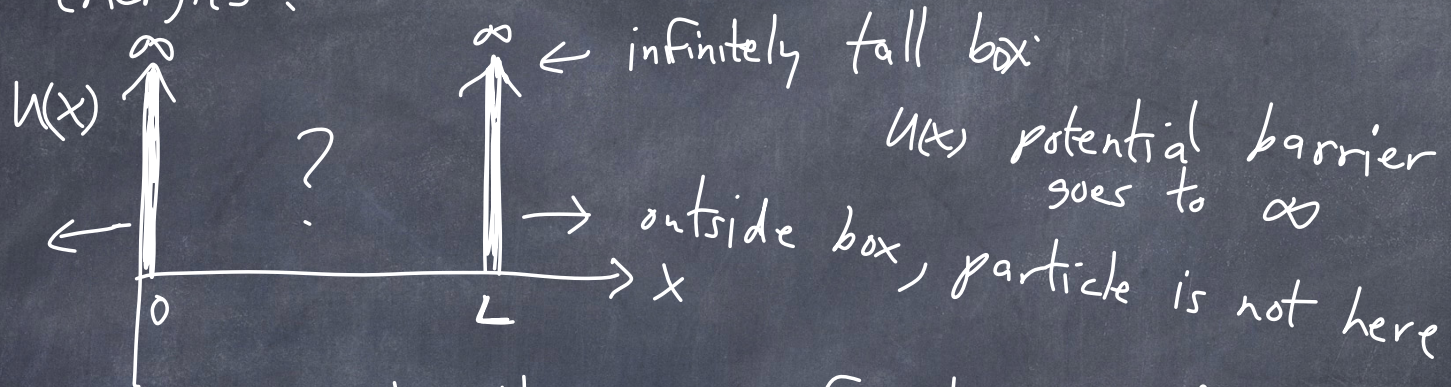 ∞ ∞ ← infinitely tall box
U(x) ? U(x) potential barrier
goes to ∞
← → outside box, particle is not here
0 L → x